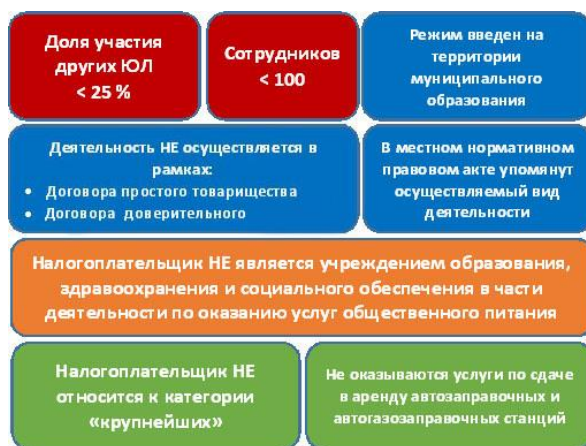 Доля участия
других ЮЛ
< 25 %
Сотрудников
< 100
Режим введен на
территории
муниципального
образования
Деятельность НЕ осуществляется в
рамках:
• Договора простого товарищества
• Договора доверительного
В местном нормативном
правовом акте упомянут
осуществляемый вид
деятельности
Налогоплательщик НЕ является учреждением образования,
здравоохранения и социального обеспечения в части
деятельности по оказанию услуг общественного питания
Налогоплательщик НЕ
относится к категории
«крупнейших»
Не оказываются услуги по сдаче
в аренду автозаправочных и
автогазозаправочных станций